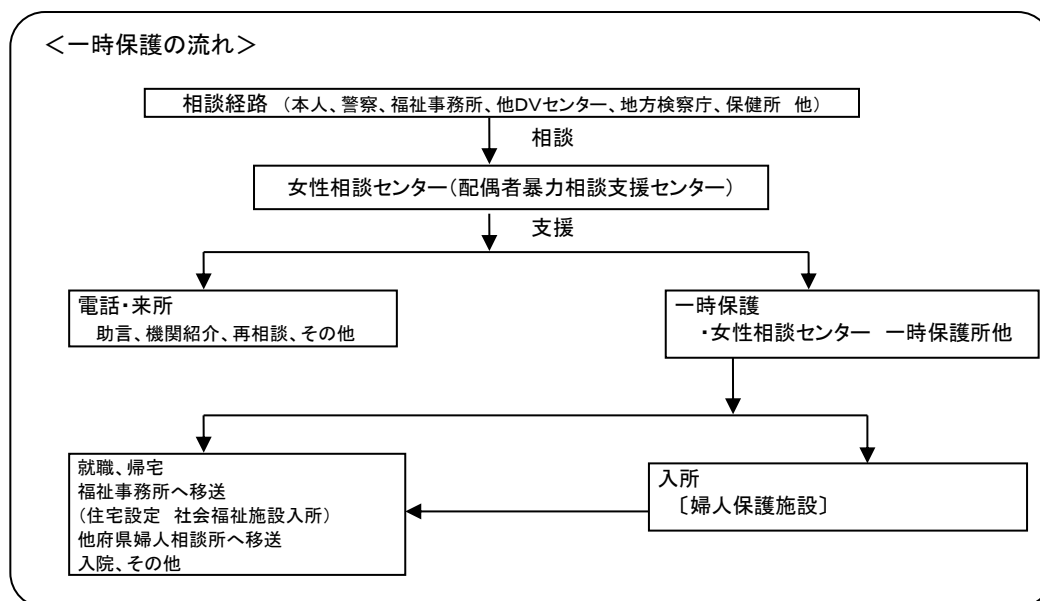 ＜一時保護の流れ＞
相談経路 （本人、警察、福祉事務所、他DVセンター、地方検察庁、保健所 他）
相談
女性相談センター（配偶者暴力相談支援センター）
支援
電話・来所
助言、機関紹介、再相談、その他
一時保護
・女性相談センター 一時保護所他
就職、帰宅
福祉事務所へ移送
（住宅設定 社会福祉施設入所）
他府県婦人相談所へ移送
入院、その他
入所
〔婦人保護施設〕